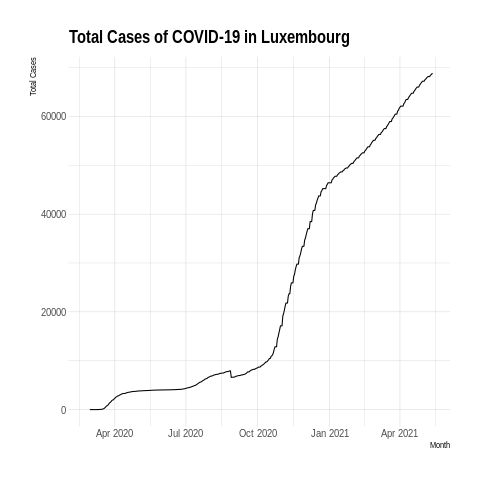 Total Cases of COVID-19 in Luxembourg
Total Cases
60000
40000
20000
0
Apr 2020 Jul 2020 Oct 2020 Jan 2021 Apr 2021
Month